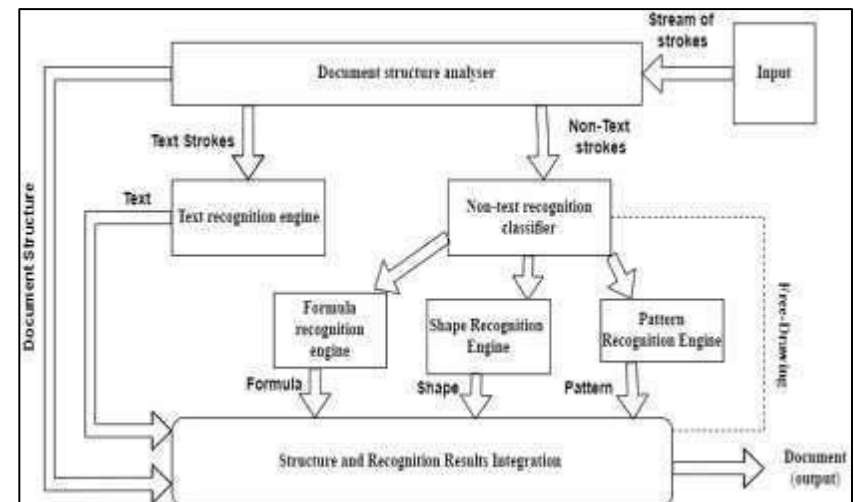 Stream of
strokes
Document structure analyser
Input
Text Strokes
Non-Text
strokes
Text
Text recognition engine
Non-text recognition
classifier
Document Structure
Formula
recognition
engine
Shape Recognition
Engine
Pattern
Recognition Engine
Free-Drawing
Formula
Shape
Pattern
Structure and Recognition Results Integration
Document
(output)